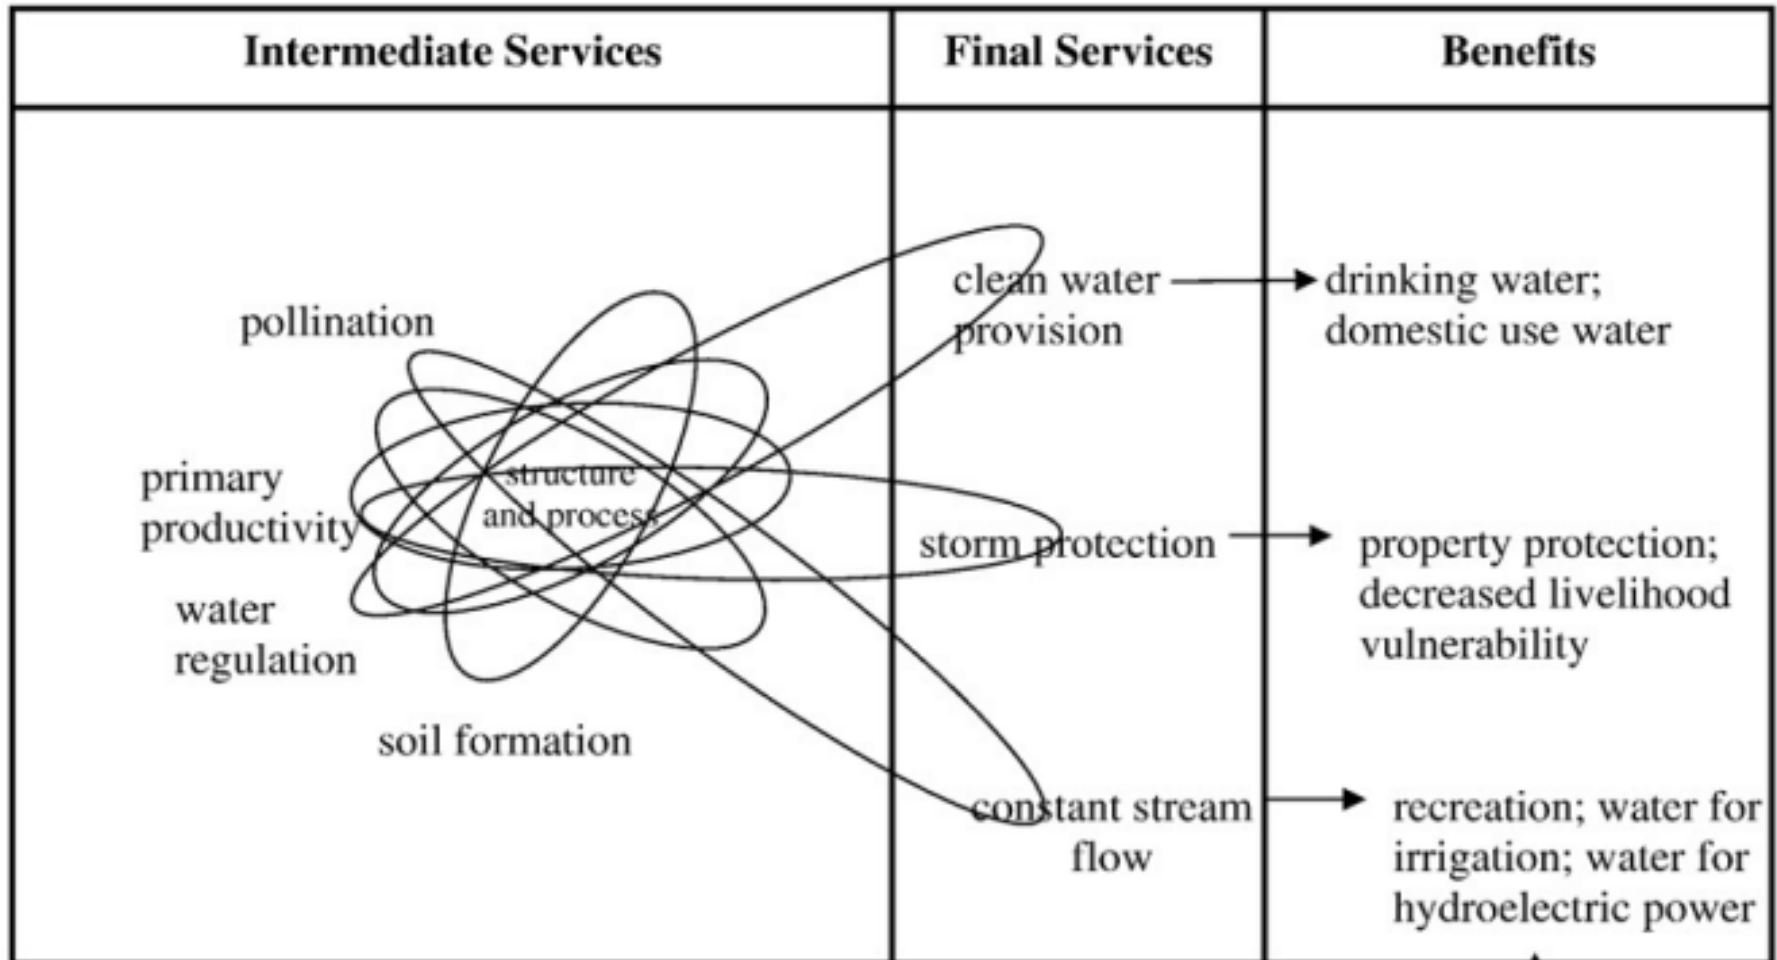 Intermediate Services
Final Services
Benefits
pollination
primary
productivity
water
regulation
soil formation
structure
and process
clean water
provision
storm protection
constant stream
flow
drinking water;
domestic use water
property protection;
decreased livelihood
vulnerability
recreation; water for
irrigation; water for
hydroelectric power